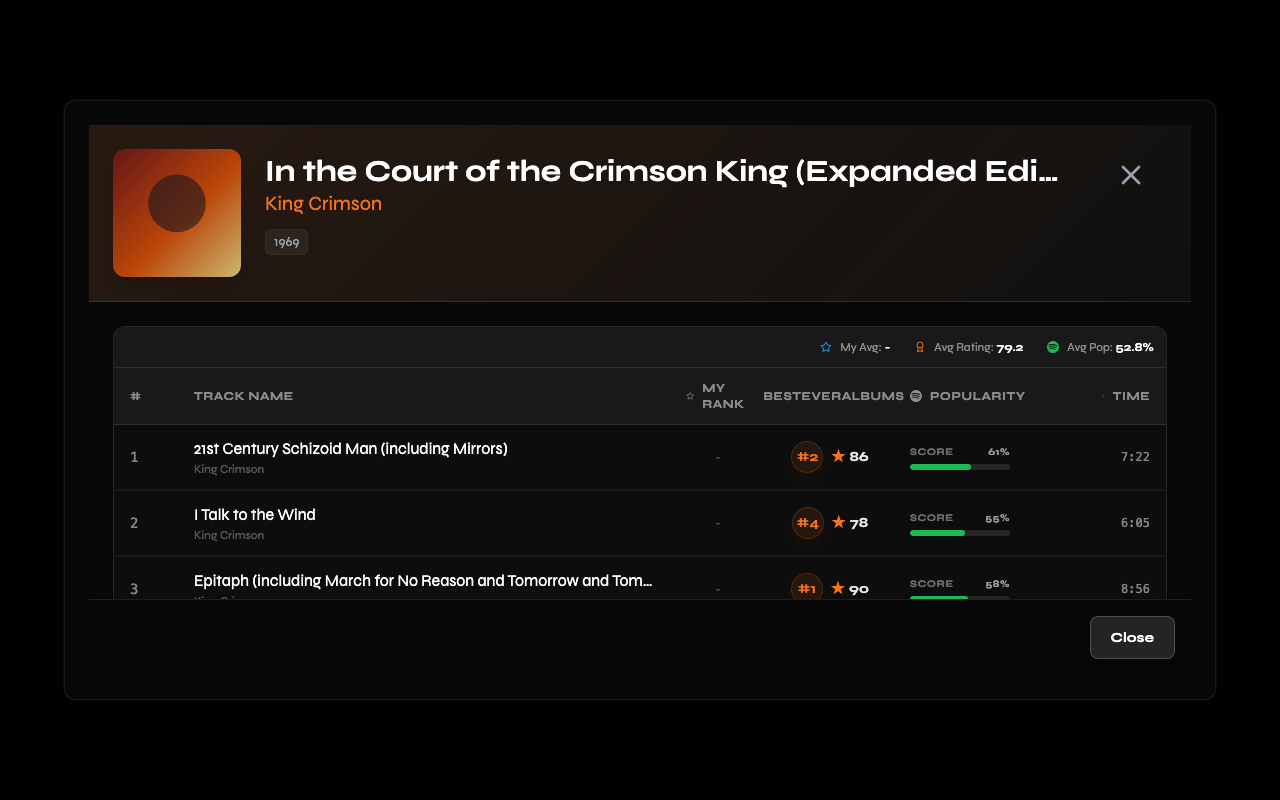 In the Court of the Crimson King (Expanded Edi...
King Crimson
1969
My Avg: - Avg Rating: 79.2 Avg Pop: 52.8%
# TRACK NAME MY RANK BESTEVERALBUMS POPULARITY TIME
1 21st Century Schizoid Man (including Mirrors) - #2 ★ 86 SCORE 61% 7:22
King Crimson
2 I Talk to the Wind - #4 ★ 78 SCORE 55% 6:05
King Crimson
3 Epitaph (including March for No Reason and Tomorrow and Tom... - #1 ★ 90 SCORE 58% 8:56
Close